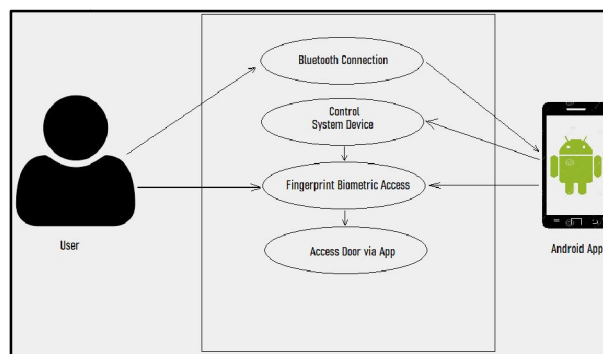 Bluetooth Connection
Control
System Device
Fingerprint Biometric Access
Access Door via App
User
Android App